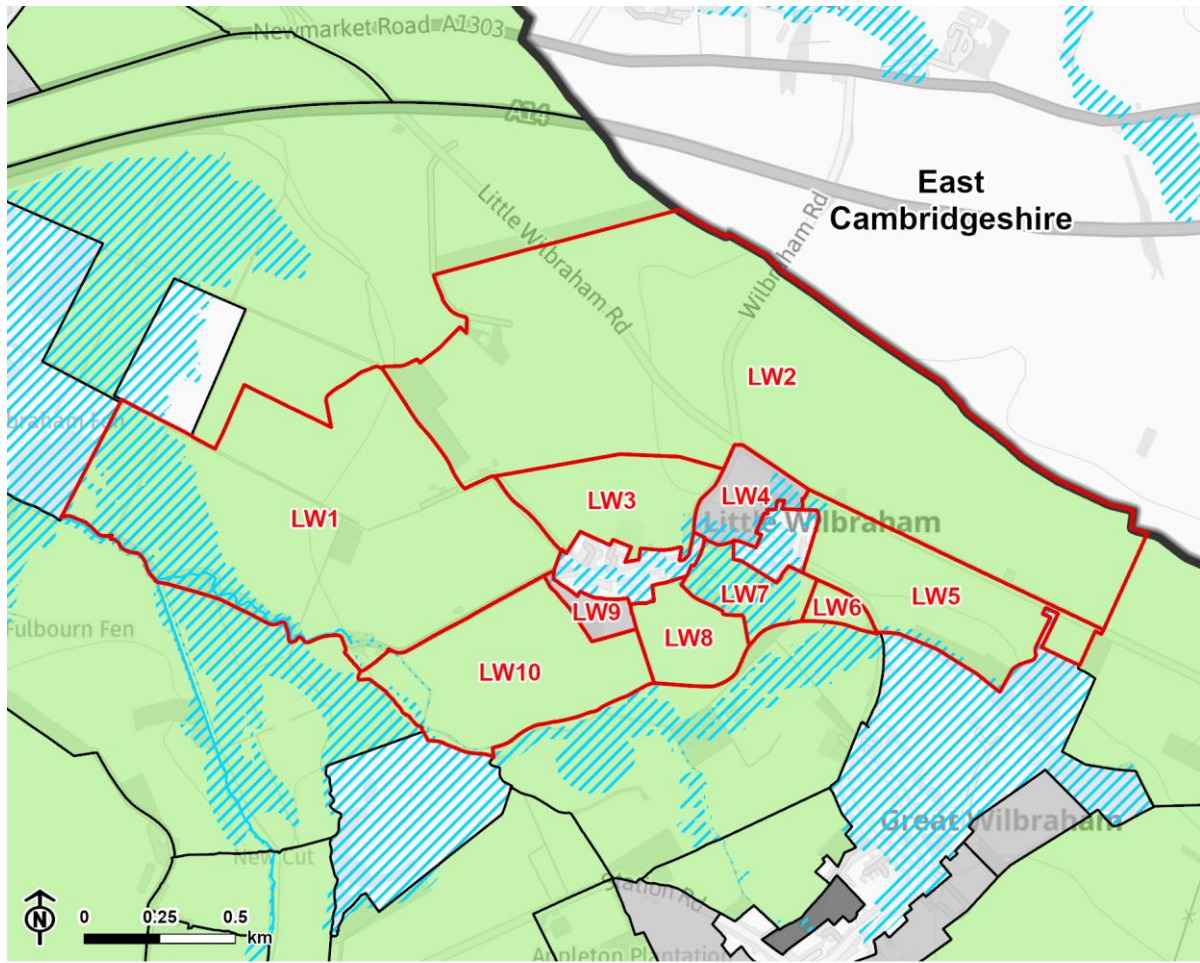 Newmarket Road A1303
A14
East
Cambridgeshire
Little Wilbraham Rd
Wilbraham Rd
LW2
LW1
LW3
LW4
Little Wilbraham
LW5
LW6
LW7
LW8
LW9
LW10
Fulbourn Fen
Great Wilbraham
New Cut
Station Rd
Appleton Plantation
N
0 0.25 0.5
km